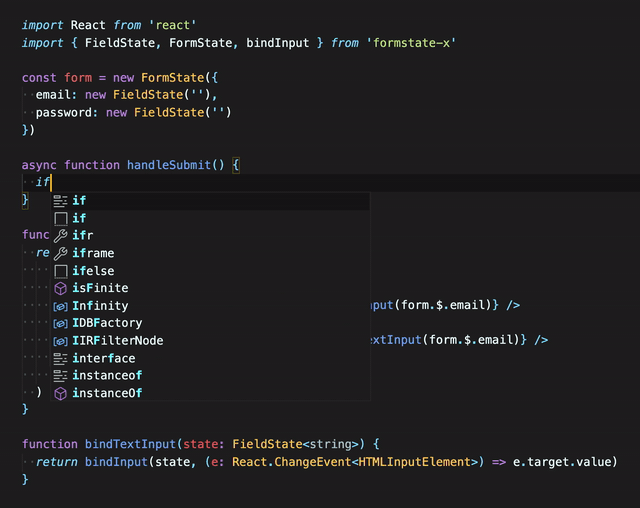 import React from 'react'
import { FieldState, FormState, bindInput } from 'formstate-x'
const form = new FormState({
email: new FieldState(''),
password: new FieldState('')
})
async function handleSubmit() {
if
}
if
if
func
ifr
re
iframe
ifelse
isFinite
Infinity
put(form.$.email)} />
IDBFactory
IIRFilterNode
extInput(form.$.email)} />
interface
instanceof
)
instanceOf
}
function bindTextInput(state: FieldState<string>) {
return bindInput(state, (e: React.ChangeEvent<HTMLInputElement>) => e.target.value)
}